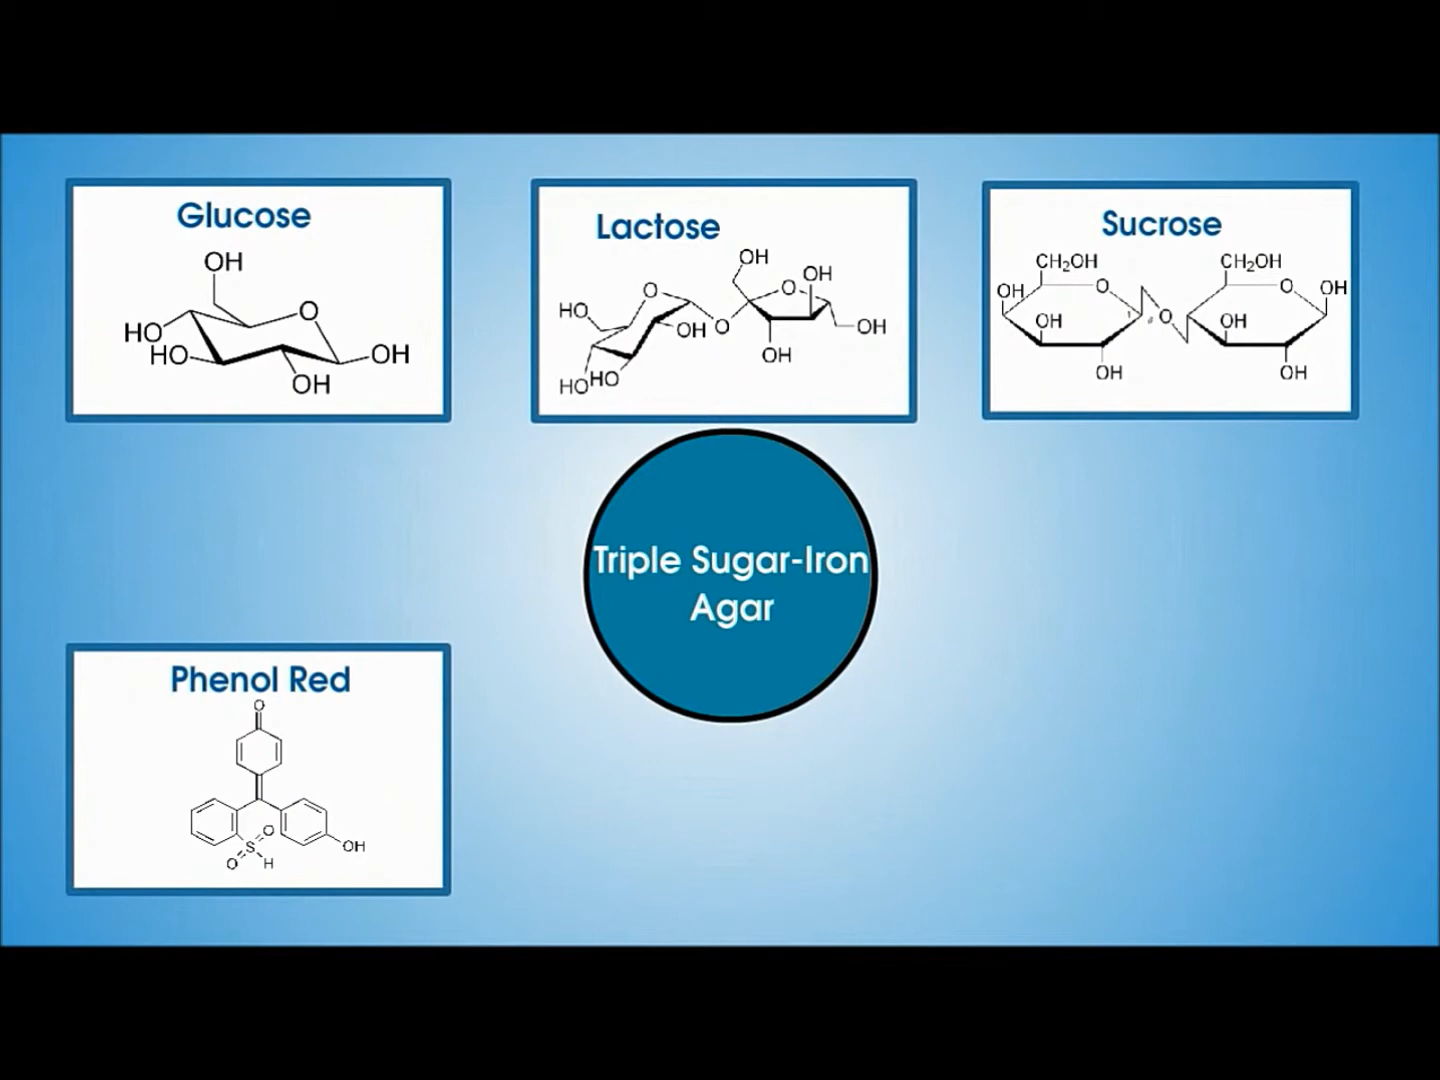 Glucose
OH
HO
HO
O
OH
OH
Lactose
OH
OH
O
O
HO
OH
O
OH
OH
HO
HO
Sucrose
CH₂OH
CH₂OH
OH
O
O
OH
OH
O
OH
OH
OH
Triple Sugar-Iron
Agar
Phenol Red
O
O
S
O
H
OH